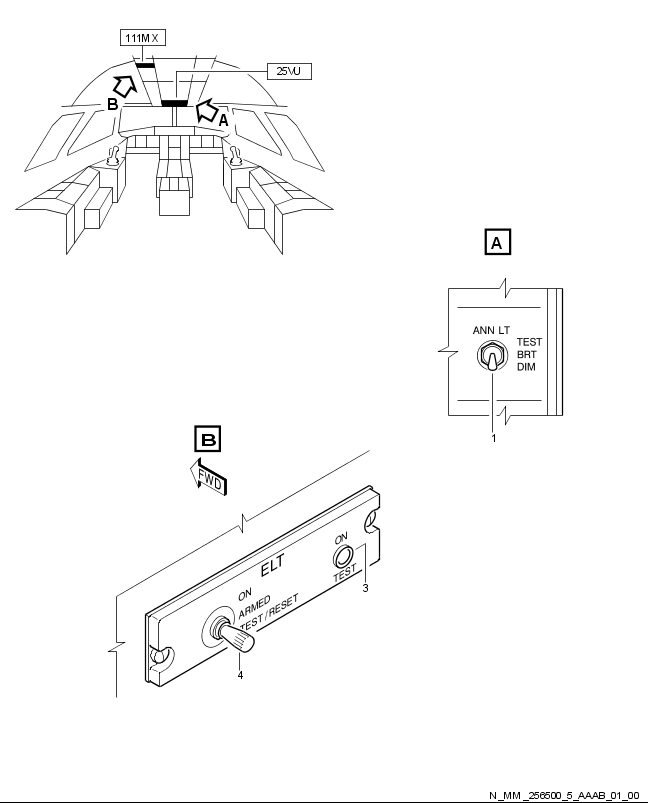 111MX
25VU
B
A
A
ANN LT
TEST
BRT
DIM
1
B
FWD
ON
ELT
ON
TEST
3
ARMED
TEST/RESET
4
N_MM_256500_5_AAAB_01_00